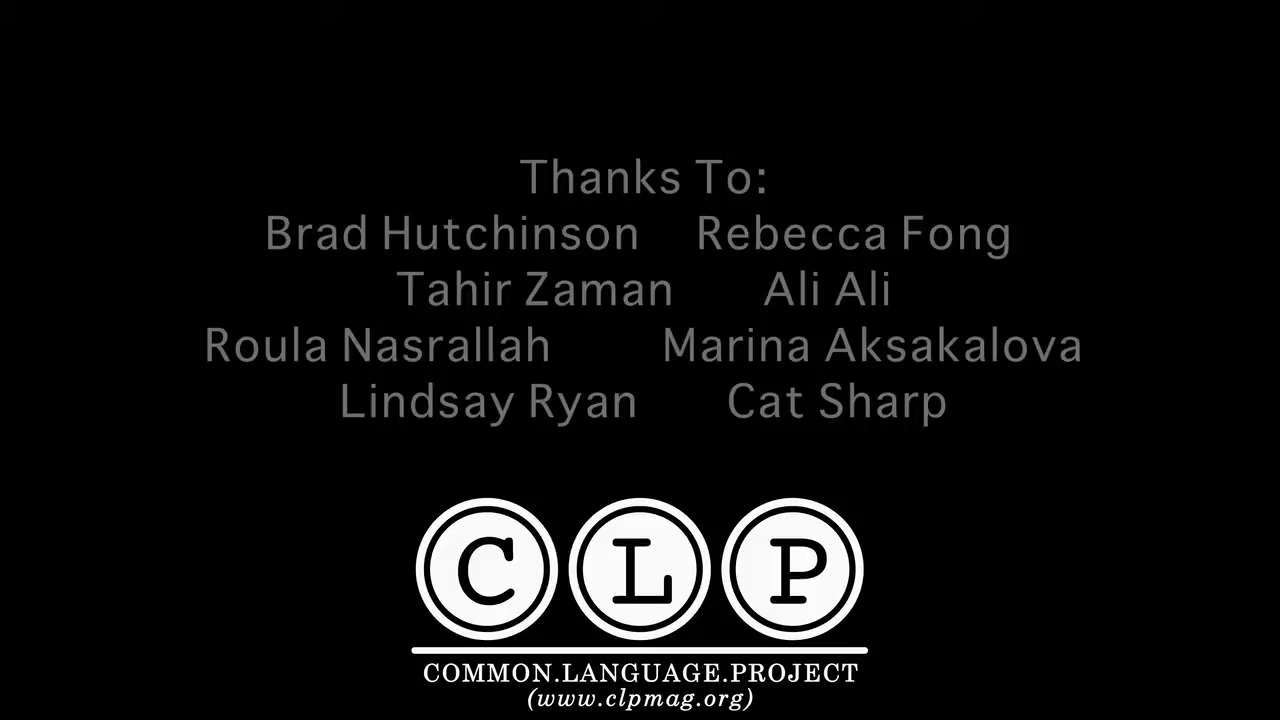 Thanks To:
Brad Hutchinson Rebecca Fong
Tahir Zaman Ali Ali
Roula Nasrallah Marina Aksakalova
Lindsay Ryan Cat Sharp
C L P
COMMON.LANGUAGE.PROJECT
(www.clpmag.org)